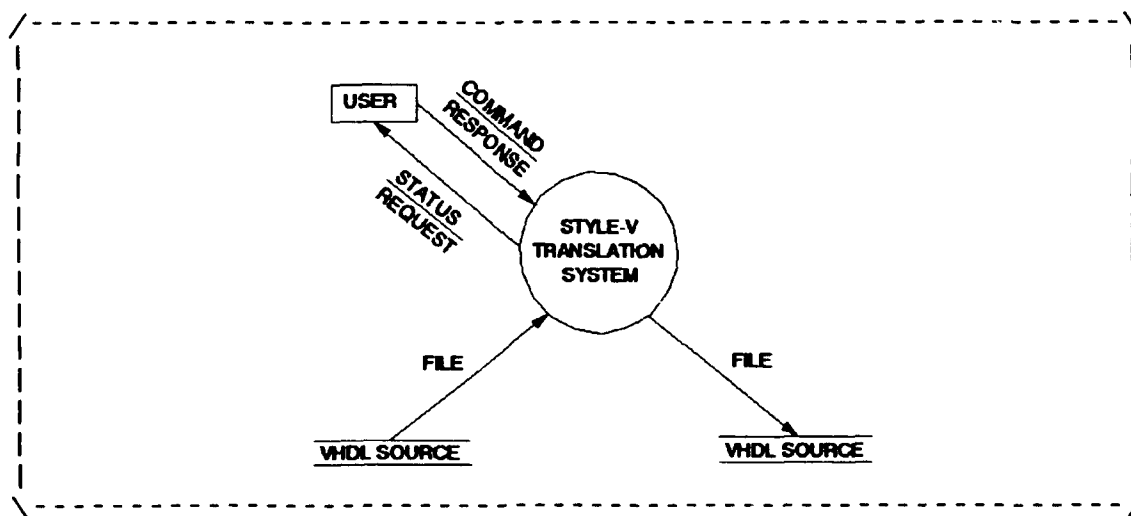 USER
COMMAND
RESPONSE
STATUS
REQUEST
STYLE-V
TRANSLATION
SYSTEM
FILE
FILE
VHDL SOURCE
VHDL SOURCE